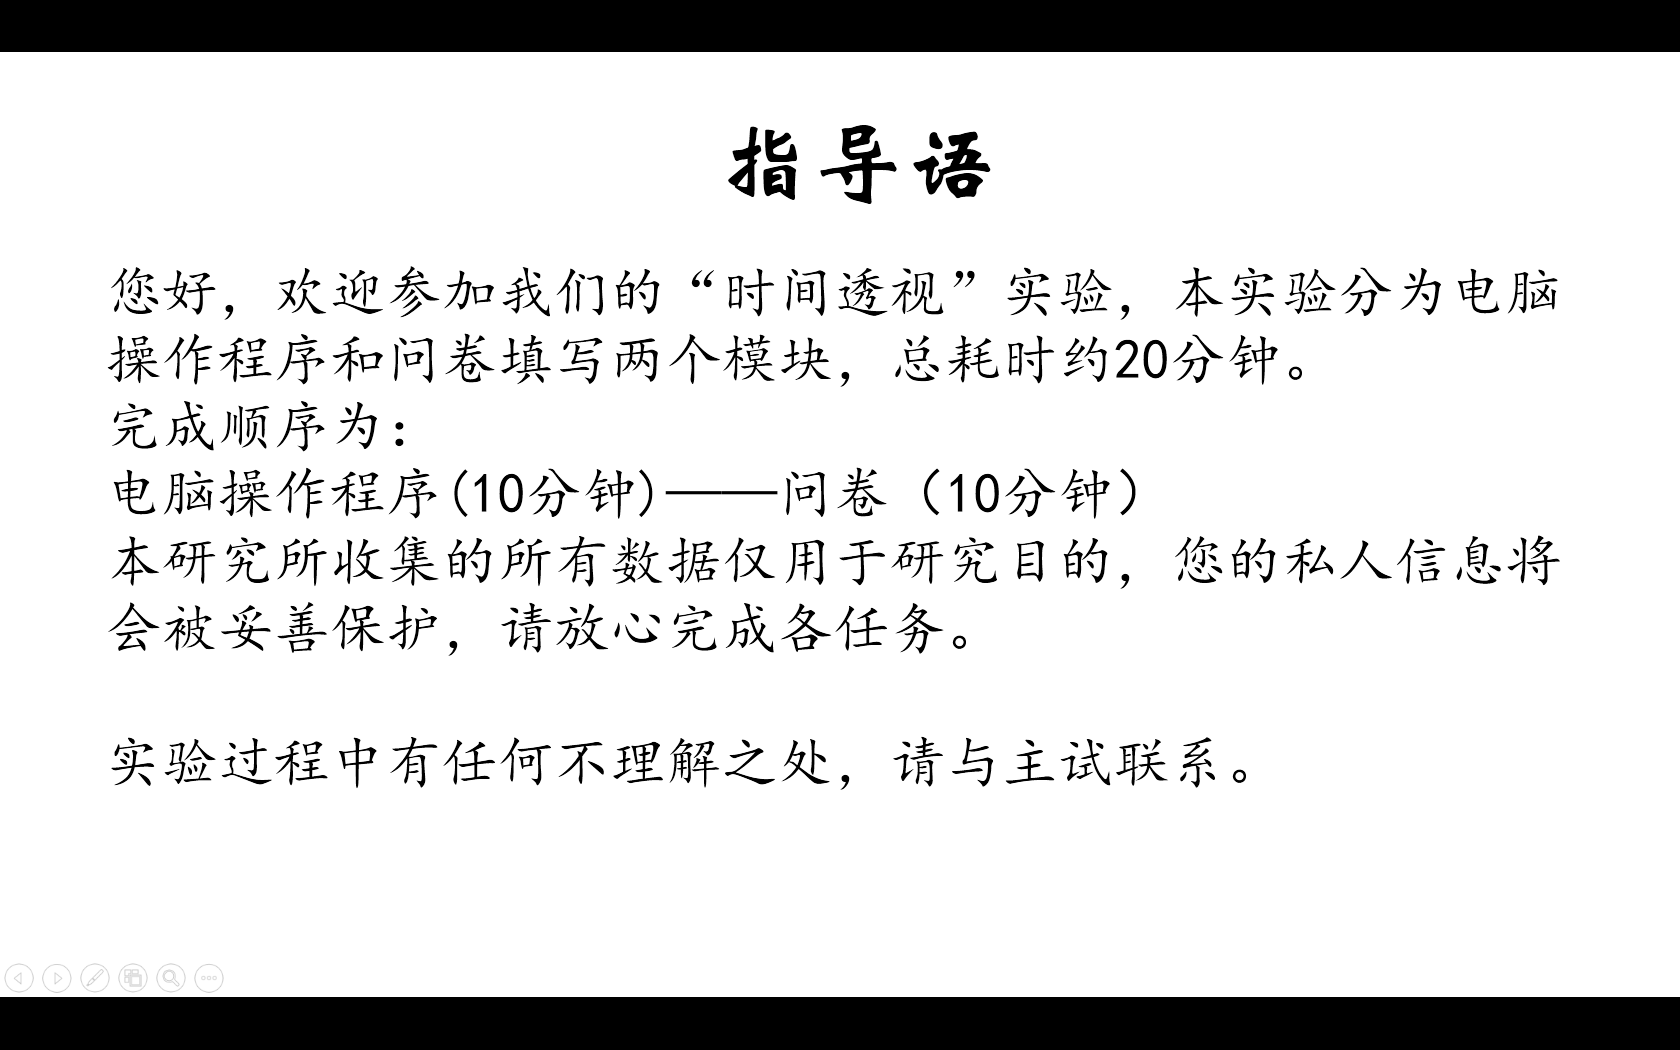 指导语
您好，欢迎参加我们的“时间透视”实验，本实验分为电脑
操作程序和问卷填写两个模块，总耗时约20分钟。
完成顺序为：
电脑操作程序(10分钟)——问卷（10分钟）
本研究所收集的所有数据仅用于研究目的，您的私人信息将
会被妥善保护，请放心完成各任务。
实验过程中有任何不理解之处，请与主试联系。